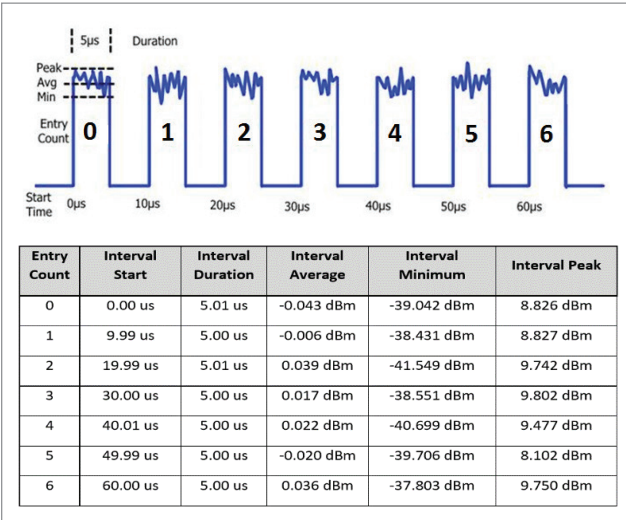 5µs Duration
Peak
Avg
Min
Entry
Count 0 1 2 3 4 5 6
Start
Time 0µs 10µs 20µs 30µs 40µs 50µs 60µs
Entry Count Interval Start Interval Duration Interval Average Interval Minimum Interval Peak
0 0.00 us 5.01 us -0.043 dBm -39.042 dBm 8.826 dBm
1 9.99 us 5.00 us -0.006 dBm -38.431 dBm 8.827 dBm
2 19.99 us 5.01 us 0.039 dBm -41.549 dBm 9.742 dBm
3 30.00 us 5.00 us 0.017 dBm -38.551 dBm 9.802 dBm
4 40.01 us 5.00 us 0.022 dBm -40.699 dBm 9.477 dBm
5 49.99 us 5.00 us -0.020 dBm -39.706 dBm 8.102 dBm
6 60.00 us 5.00 us 0.036 dBm -37.803 dBm 9.750 dBm